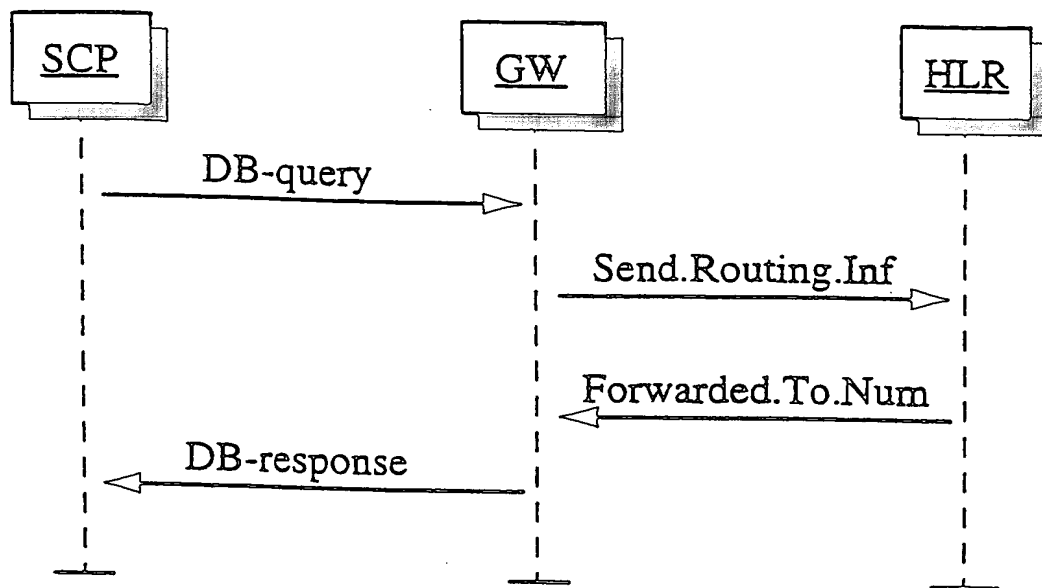 SCP
GW
HLR
DB-query
Send.Routing.Inf
Forwarded.To.Num
DB-response